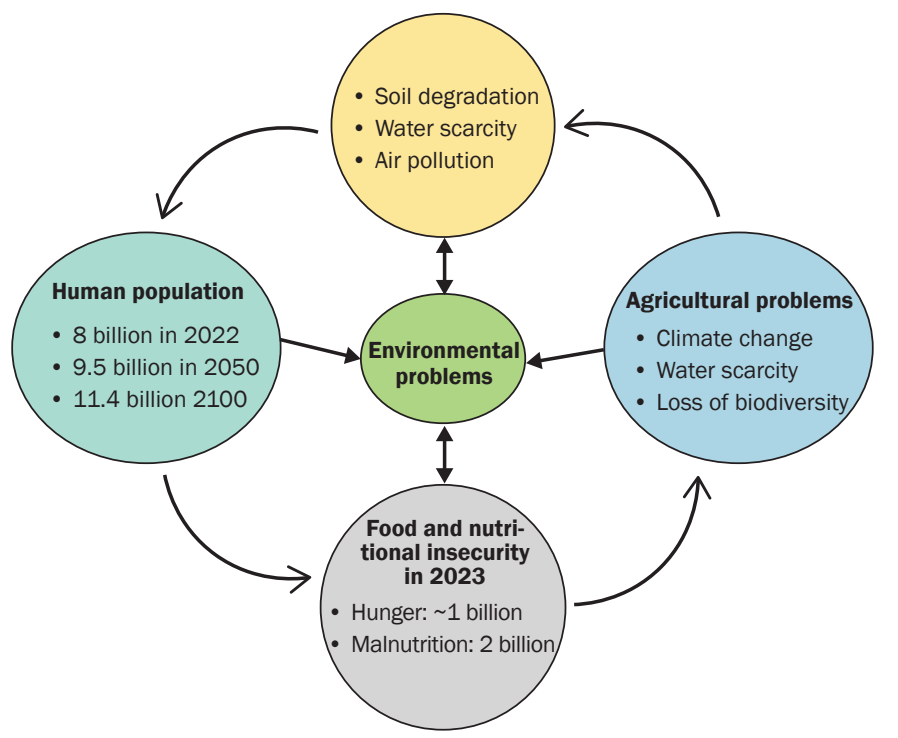 • Soil degradation
• Water scarcity
• Air pollution
Human population
• 8 billion in 2022
• 9.5 billion in 2050
• 11.4 billion 2100
Environmental
problems
Agricultural problems
• Climate change
• Water scarcity
• Loss of biodiversity
Food and nutri-
tional insecurity
in 2023
• Hunger: ~1 billion
• Malnutrition: 2 billion